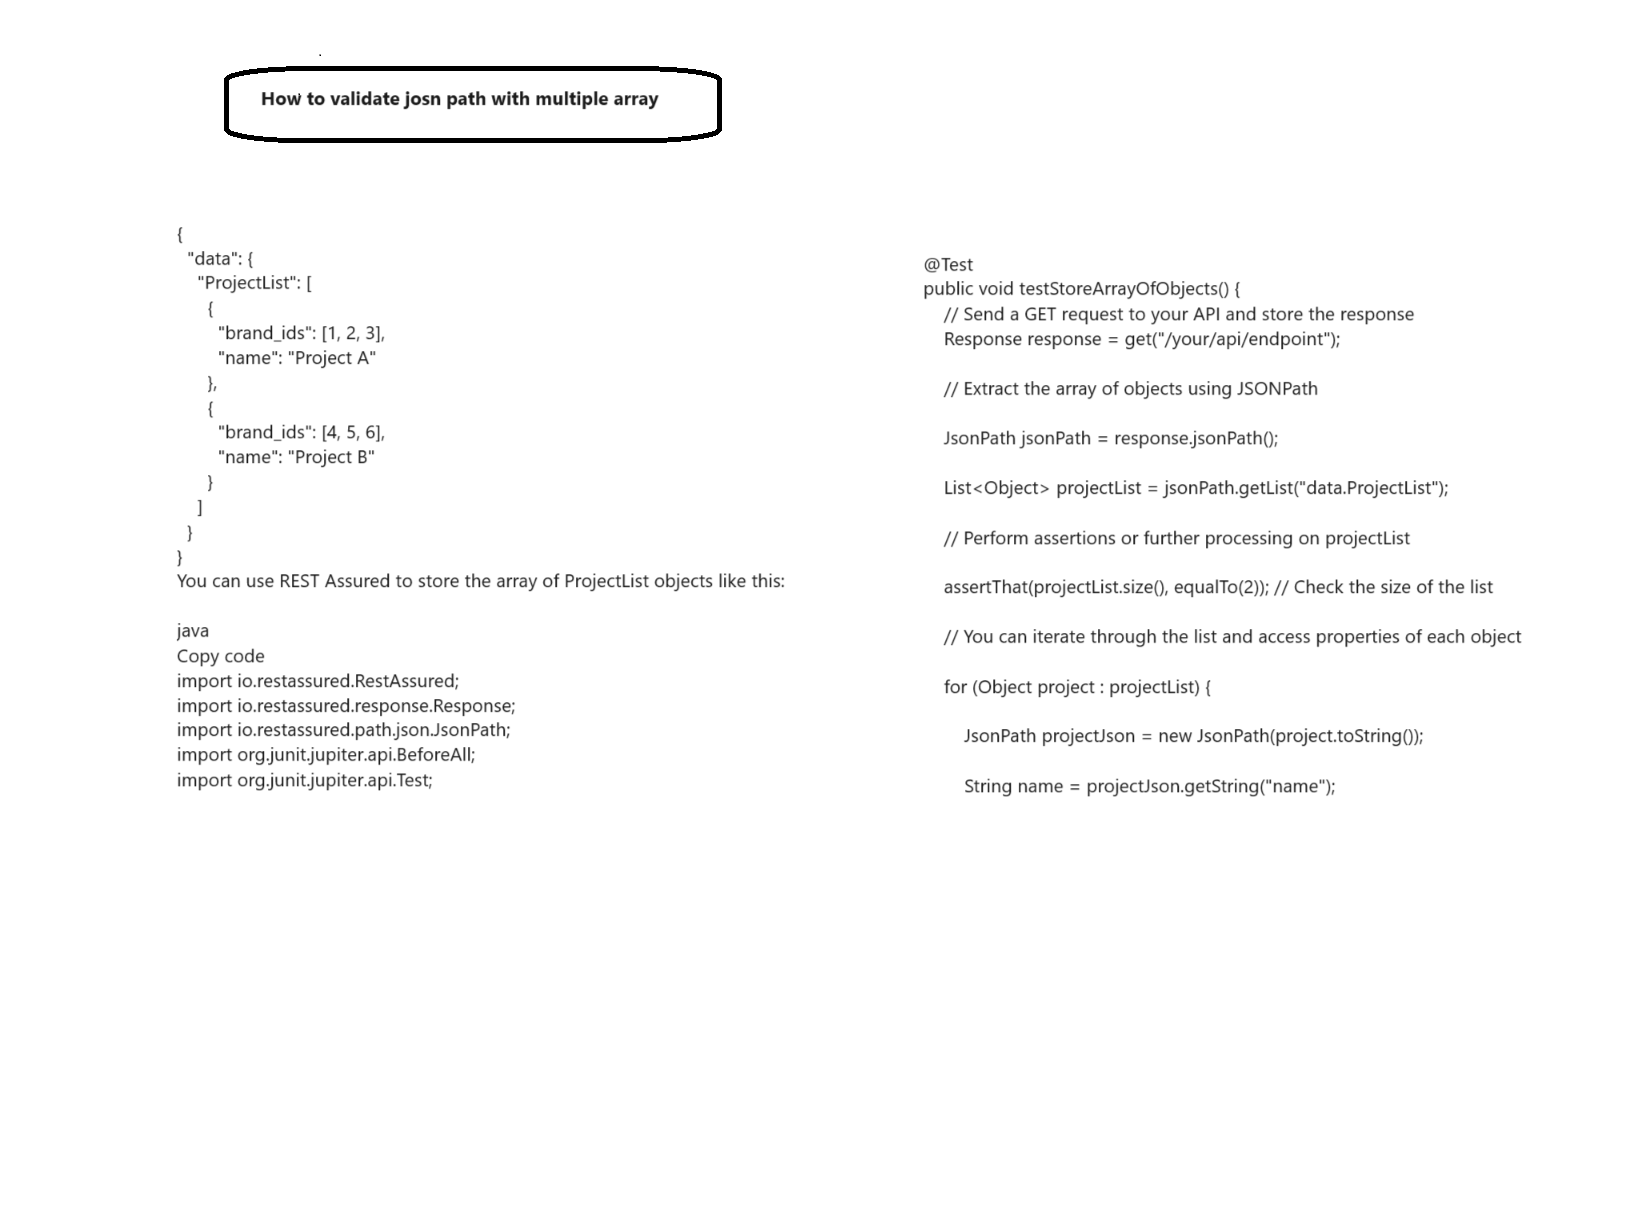 How to validate josn path with multiple array
{
"data": {
"ProjectList": [
{
"brand_ids": [1, 2, 3],
"name": "Project A"
},
{
"brand_ids": [4, 5, 6],
"name": "Project B"
}
]
}
}
You can use REST Assured to store the array of ProjectList objects like this:
java
Copy code
import io.restassured.RestAssured;
import io.restassured.response.Response;
import io.restassured.path.json.JsonPath;
import org.junit.jupiter.api.BeforeAll;
import org.junit.jupiter.api.Test;
@Test
public void testStoreArrayOfObjects() {
// Send a GET request to your API and store the response
Response response = get("/your/api/endpoint");
// Extract the array of objects using JSONPath
JsonPath jsonPath = response.jsonPath();
List<Object> projectList = jsonPath.getList("data.ProjectList");
// Perform assertions or further processing on projectList
assertThat(projectList.size(), equalTo(2)); // Check the size of the list
// You can iterate through the list and access properties of each object
for (Object project : projectList) {
JsonPath projectJson = new JsonPath(project.toString());
String name = projectJson.getString("name");